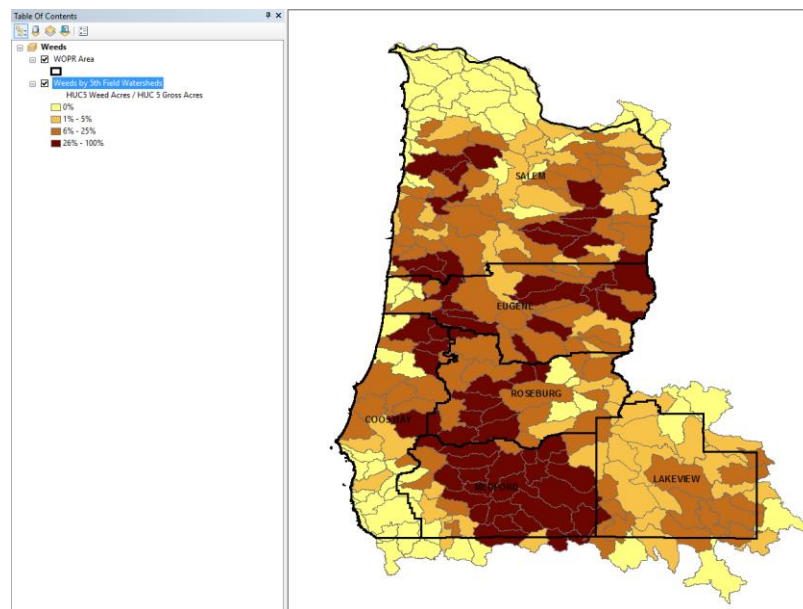 Table Of Contents
Weeds
WOPR Area
Weeds by 5th Field Watersheds
HUC5 Weed Acres / HUC 5 Gross Acres
0%
1% - 5%
6% - 25%
26% - 100%
SALEM
EUGENE
ROSEBURG
COOS BAY
MEDFORD
LAKEVIEW